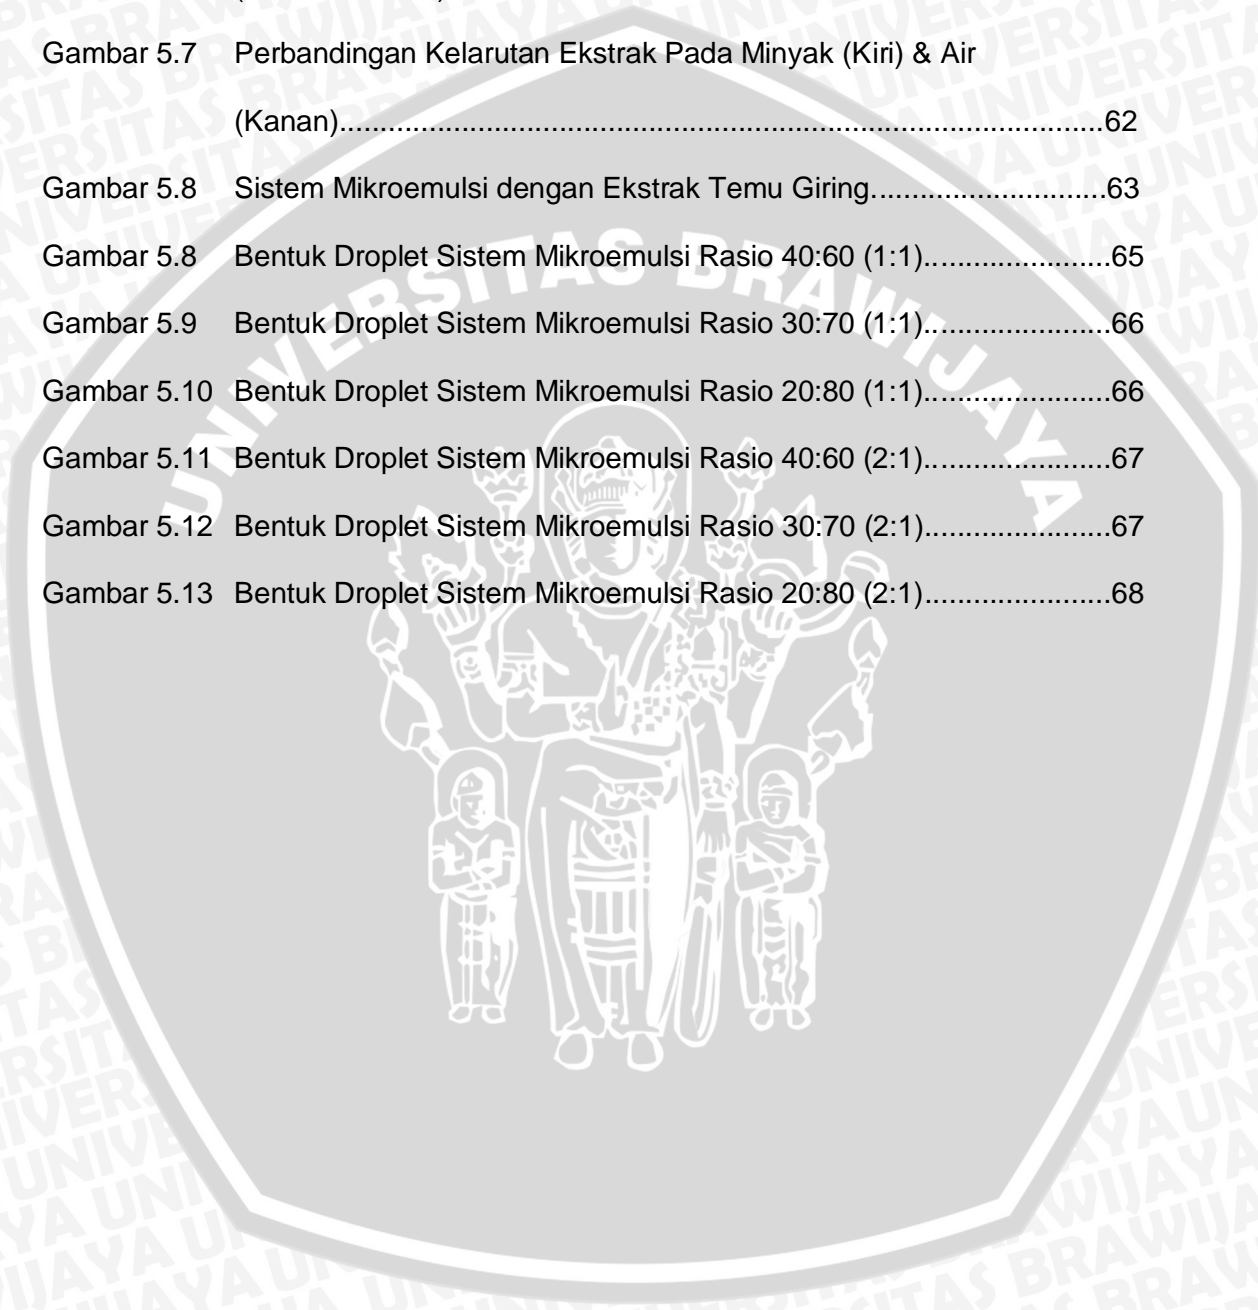 Gambar 5.7 Perbandingan Kelarutan Ekstrak Pada Minyak (Kiri) & Air
(Kanan)..............................................................................................62
Gambar 5.8 Sistem Mikroemulsi dengan Ekstrak Temu Giring.............................63
Gambar 5.8 Bentuk Droplet Sistem Mikroemulsi Rasio 40:60 (1:1).......................65
Gambar 5.9 Bentuk Droplet Sistem Mikroemulsi Rasio 30:70 (1:1).......................66
Gambar 5.10 Bentuk Droplet Sistem Mikroemulsi Rasio 20:80 (1:1).......................66
Gambar 5.11 Bentuk Droplet Sistem Mikroemulsi Rasio 40:60 (2:1).......................67
Gambar 5.12 Bentuk Droplet Sistem Mikroemulsi Rasio 30:70 (2:1).......................67
Gambar 5.13 Bentuk Droplet Sistem Mikroemulsi Rasio 20:80 (2:1).......................68
UNIVERSITAS BRAWIJAYA